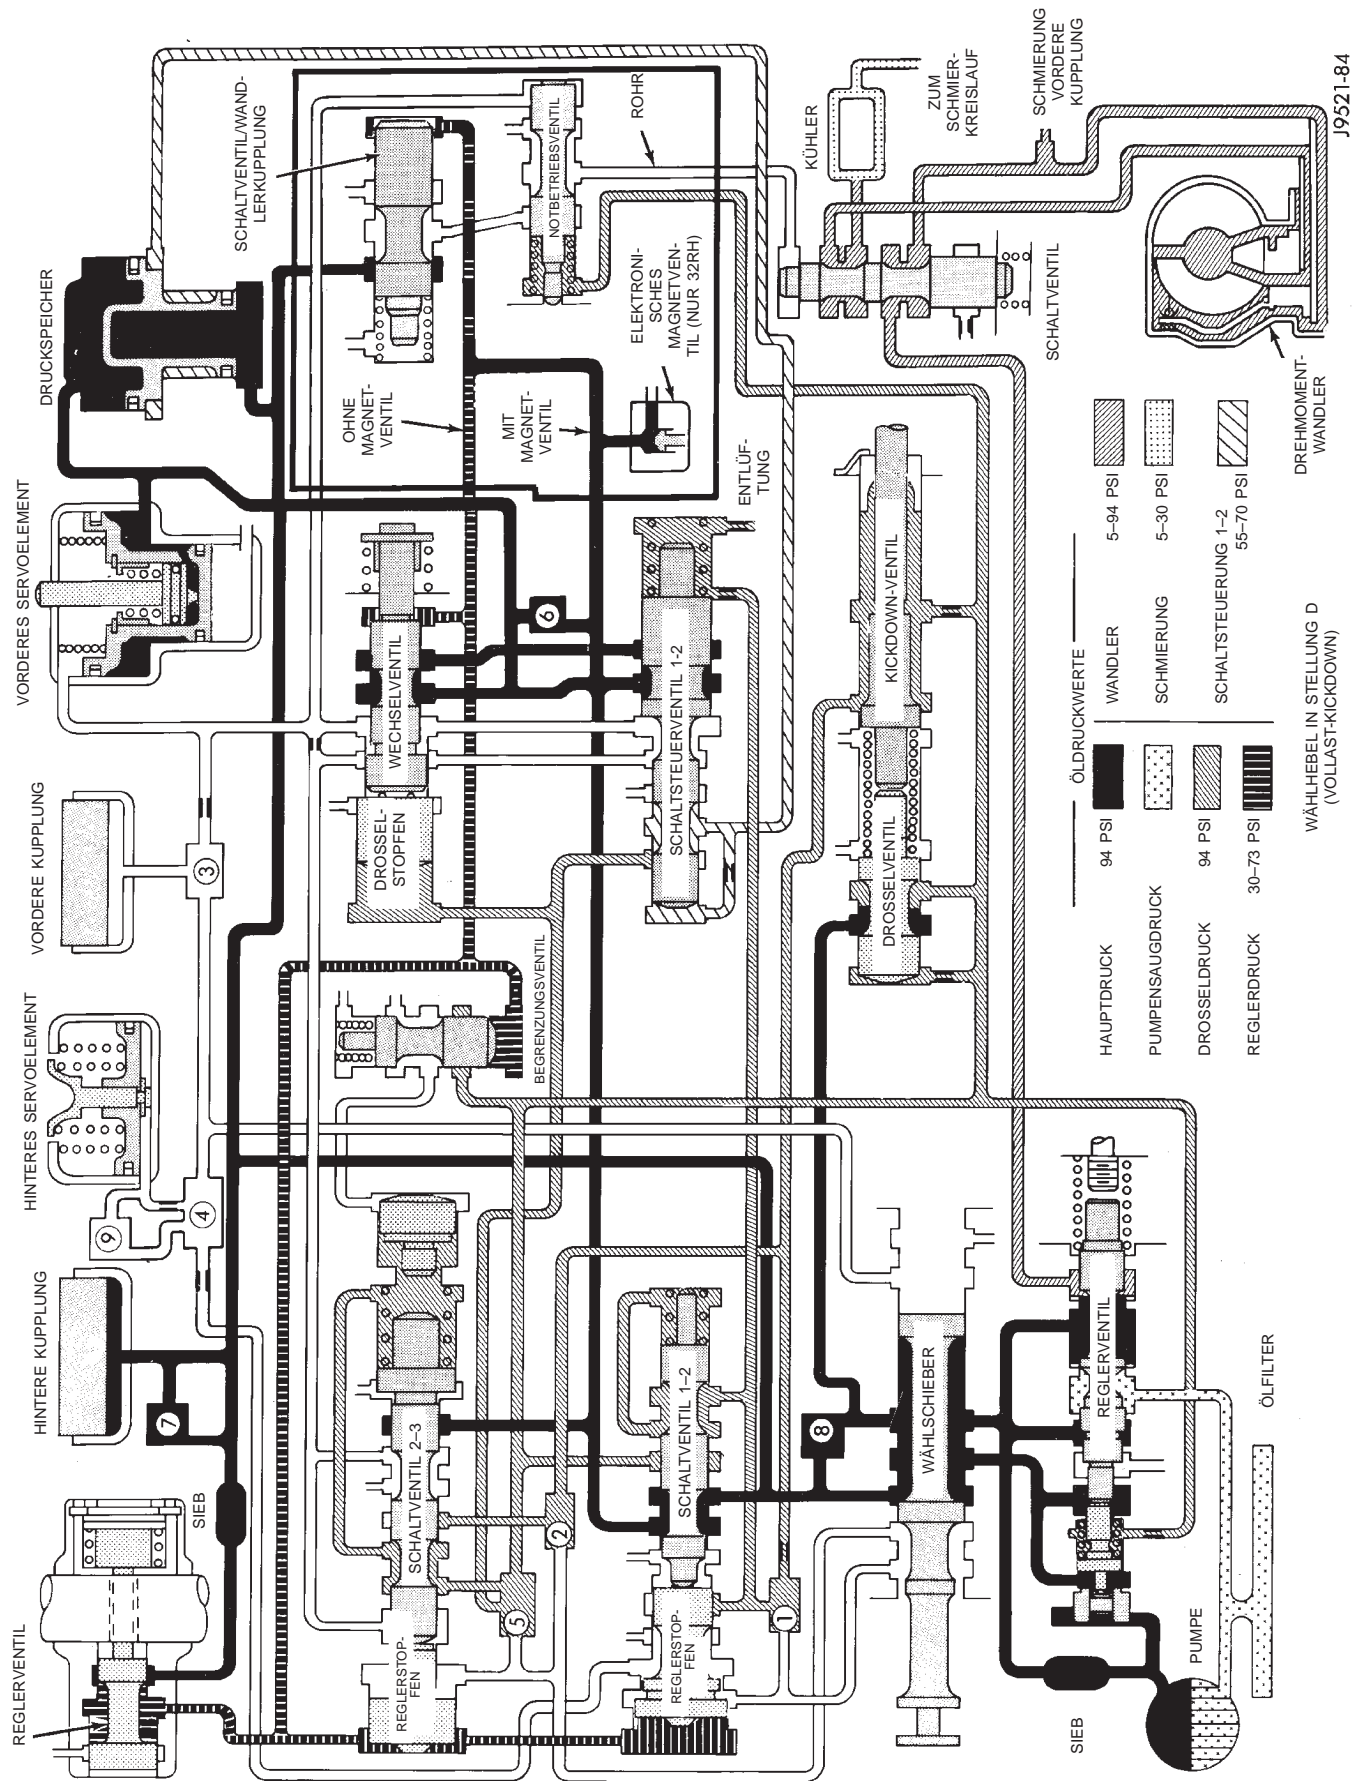 REGLERVENTIL
SIEB
HINTERE KUPPLUNG
7
9
4
HINTERES SERVOELEMENT
VORDERE KUPPLUNG
3
VORDERES SERVOELEMENT
DRUCKSPEICHER
SCHALTVENTIL/WAND-
LERKUPPLUNG
REGLERSTOP-
FEN
SCHALTVENTIL 2–3
5
2
BEGRENZUNGSVENTIL
DROSSEL-
STOPFEN
WECHSELVENTIL
6
OHNE
MAGNET-
VENTIL
MIT
MAGNET-
VENTIL
NOTBETRIEBSVENTIL
ROHR
ELEKTRONI-
SCHES
MAGNETVEN-
TIL (NUR 32RH)
REGLERSTOP-
FEN
SCHALTVENTIL 1–2
1
SCHALTSTEUERVENTIL 1-2
ENTLÜF-
TUNG
8
WÄHLSCHIEBER
DROSSELVENTIL
KICKDOWN-VENTIL
SCHALTVENTIL
KÜHLER
ZUM
SCHMIER-
KREISLAUF
SCHMIERUNG
VORDERE
KUPPLUNG
SIEB
PUMPE
REGLERVENTIL
ÖLFILTER
ÖLDRUCKWERTE
HAUPTDRUCK 94 PSI
PUMPENSAUGDRUCK
DROSSELDRUCK 94 PSI
REGLERDRUCK 30–73 PSI
WANDLER 5–94 PSI
SCHMIERUNG 5–30 PSI
SCHALTSTEUERUNG 1–2
55–70 PSI
WÄHLHEBEL IN STELLUNG D
(VOLLAST-KICKDOWN)
DREHMOMENT-
WANDLER
J9521-84